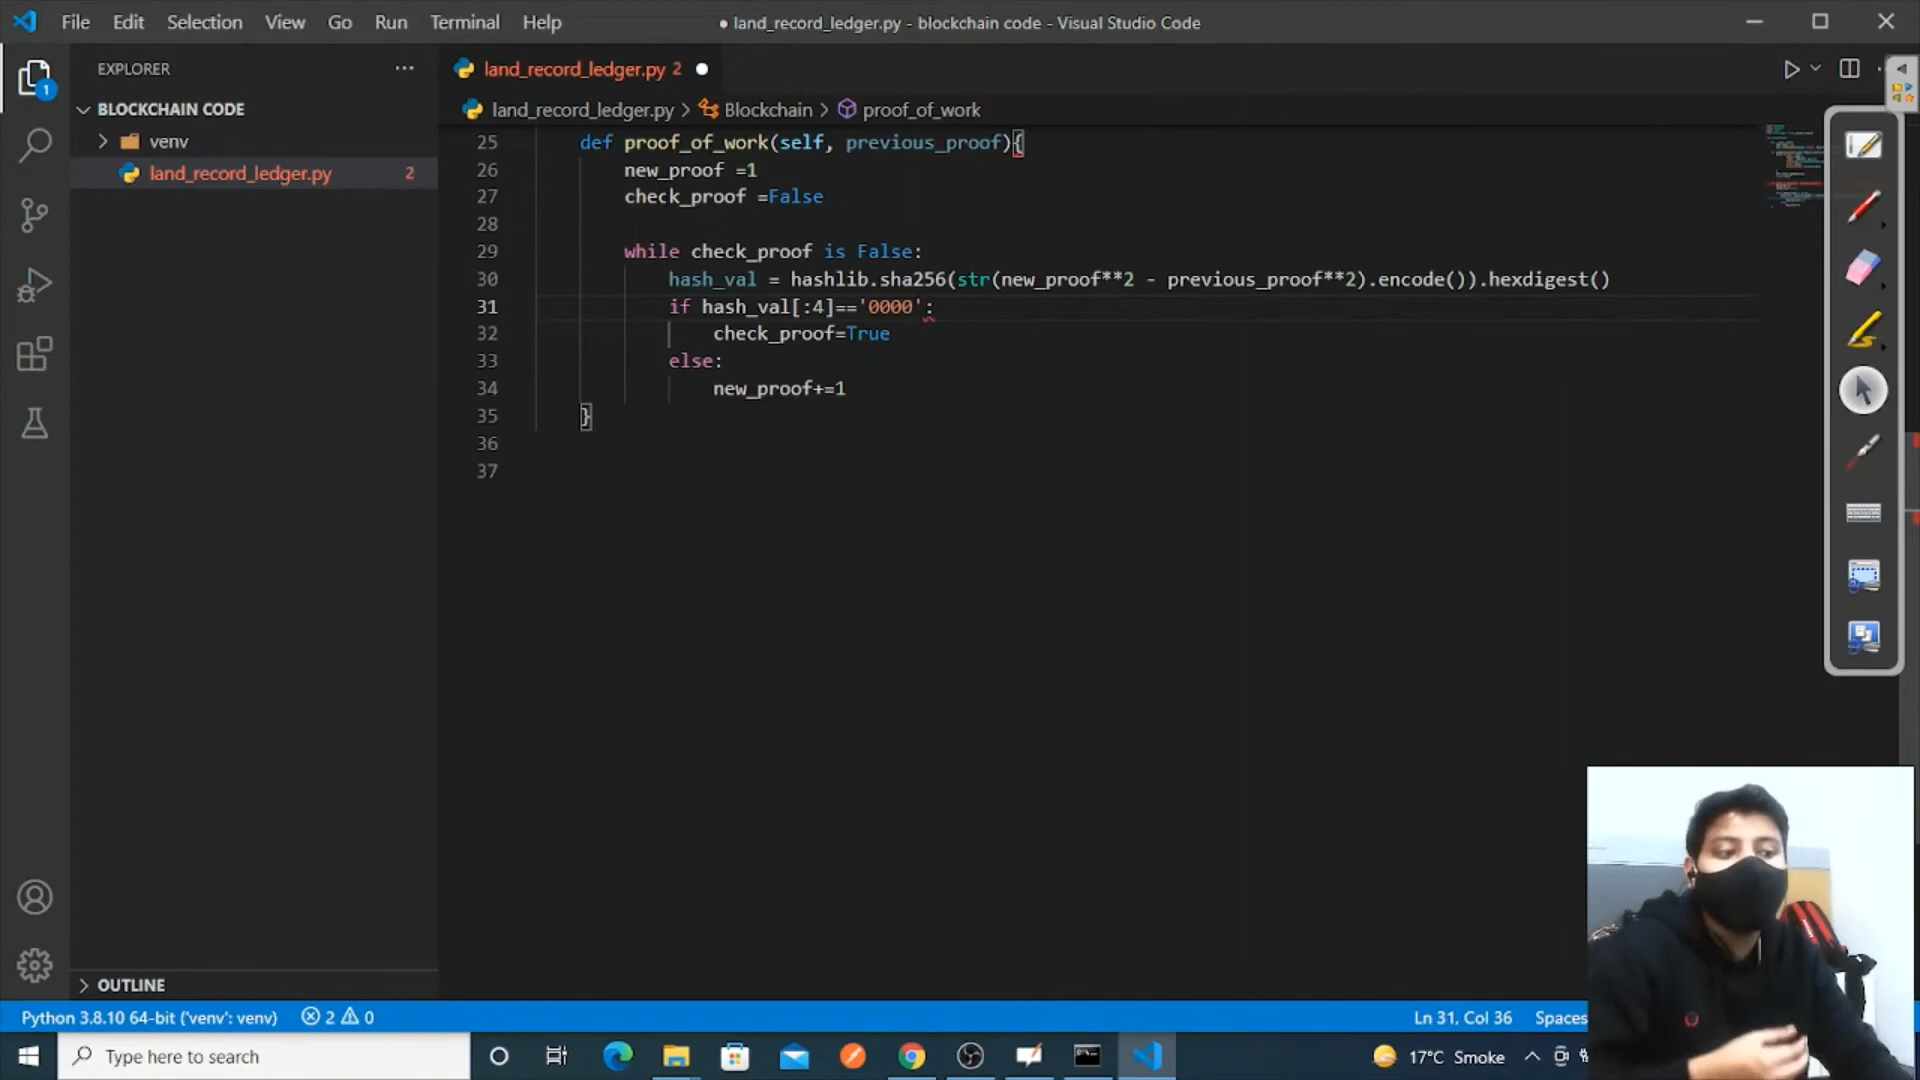 File Edit Selection View Go Run Terminal Help
● land_record_ledger.py - blockchain code - Visual Studio Code
EXPLORER
BLOCKCHAIN CODE
venv
land_record_ledger.py 2
1
land_record_ledger.py 2
land_record_ledger.py > Blockchain > proof_of_work
25 def proof_of_work(self, previous_proof){
26 new_proof =1
27 check_proof =False
28
29 while check_proof is False:
30 hash_val = hashlib.sha256(str(new_proof**2 - previous_proof**2).encode()).hexdigest()
31 if hash_val[:4]=='0000':
32 check_proof=True
33 else:
34 new_proof+=1
35 }
36
37
OUTLINE
Python 3.8.10 64-bit ('venv': venv) 2 0
Ln 31, Col 36 Spaces
Type here to search
17°C Smoke